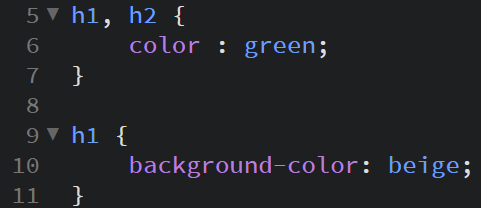 5 h1, h2 {
6     color : green;
7 }
8
9 h1 {
10     background-color: beige;
11 }